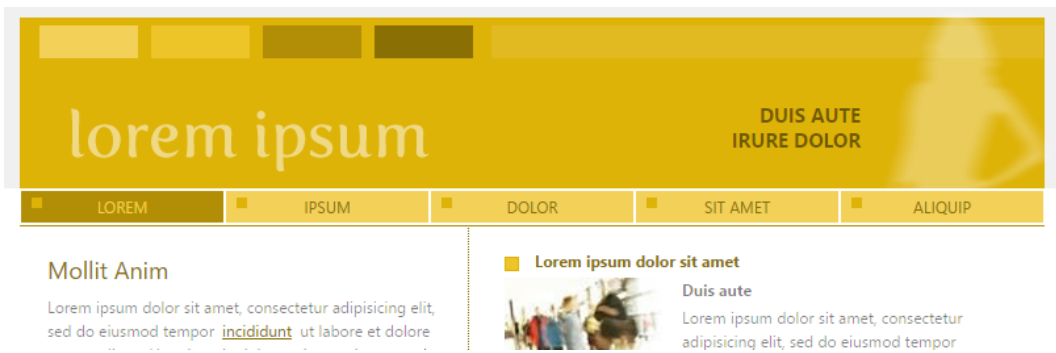 lorem ipsum
DUIS AUTE
IRURE DOLOR
LOREM IPSUM DOLOR SIT AMET ALIQUIP
Mollit Anim
Lorem ipsum dolor sit amet, consectetur adipisicing elit,
sed do eiusmod tempor incididunt ut labore et dolore
Lorem ipsum dolor sit amet
Duis aute
Lorem ipsum dolor sit amet, consectetur
adipisicing elit, sed do eiusmod tempor